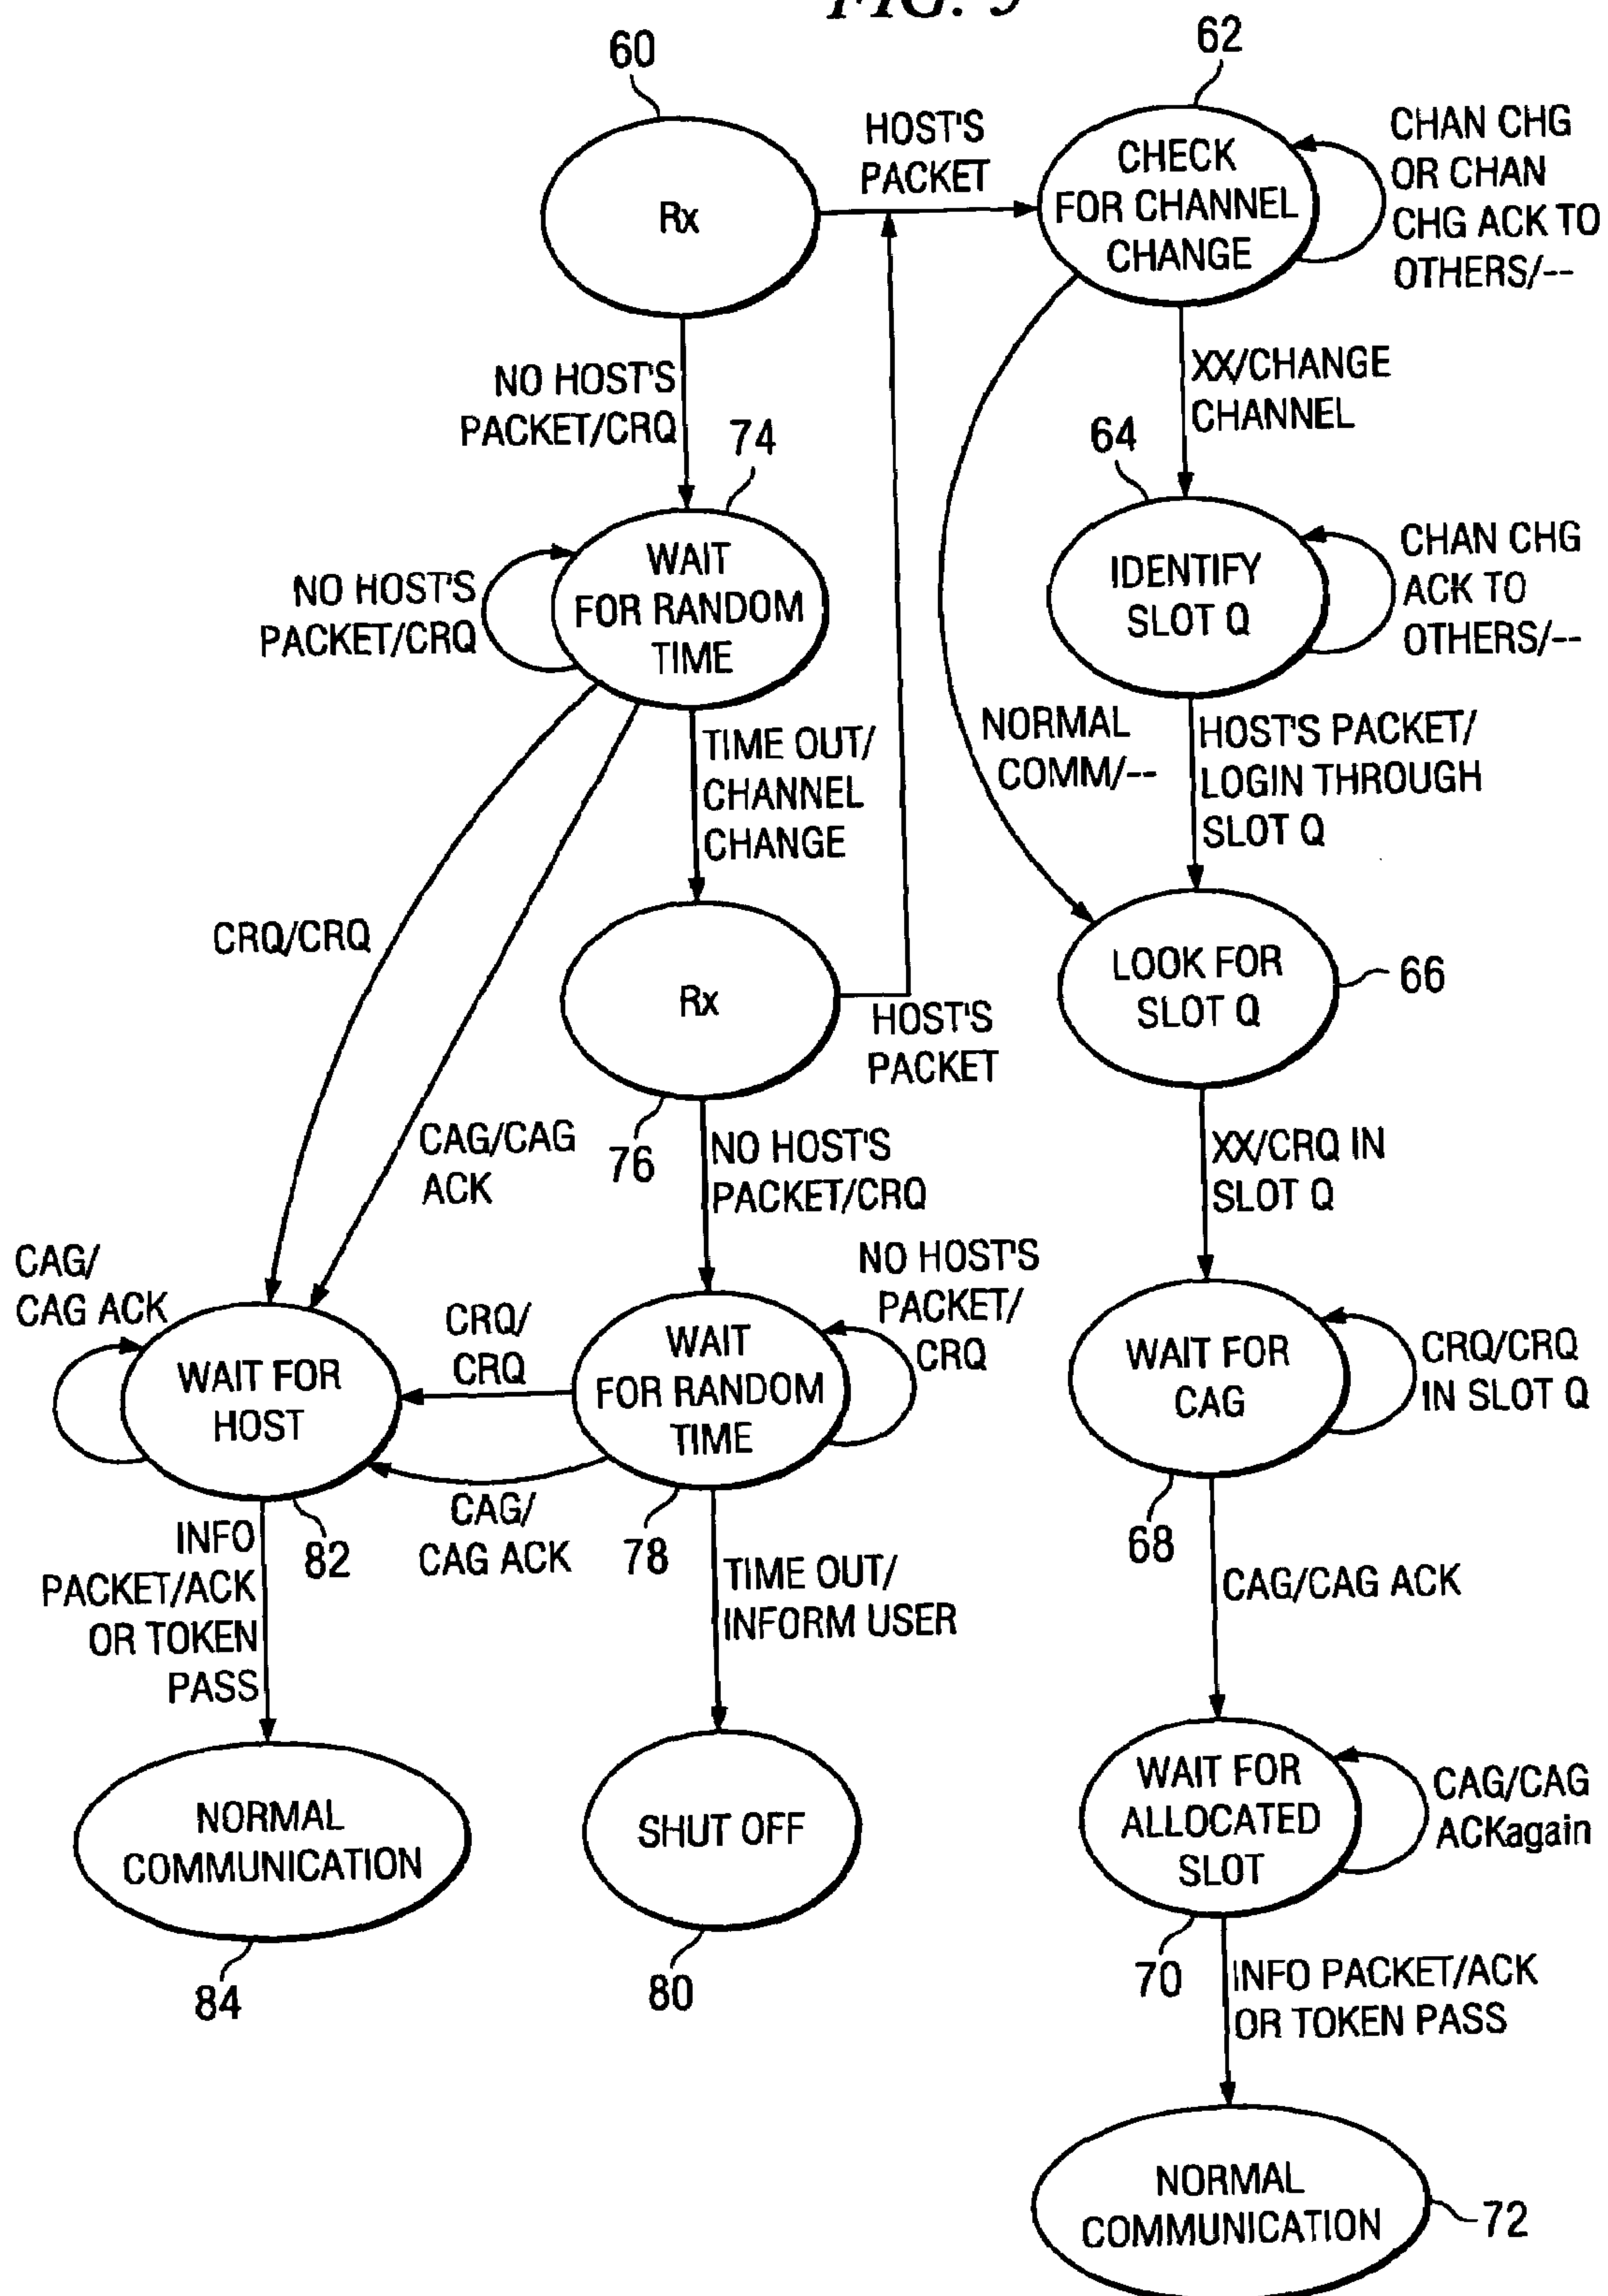 FIG. 9
60
62
Rx
HOST'S
PACKET
CHECK
FOR CHANNEL
CHANGE
CHAN CHG
OR CHAN
CHG ACK TO
OTHERS/--
NO HOST'S
PACKET/CRQ
XX/CHANGE
CHANNEL
74
64
WAIT
FOR RANDOM
TIME
NO HOST'S
PACKET/CRQ
IDENTIFY
SLOT Q
CHAN CHG
ACK TO
OTHERS/--
TIME OUT/
CHANNEL
CHANGE
NORMAL
COMM/--
HOST'S PACKET/
LOGIN THROUGH
SLOT Q
CRQ/CRQ
Rx
HOST'S
PACKET
LOOK FOR
SLOT Q
66
CAG/CAG
ACK
76
NO HOST'S
PACKET/CRQ
XX/CRQ IN
SLOT Q
CAG/
CAG ACK
WAIT FOR
HOST
CRQ/
CRQ
WAIT
FOR RANDOM
TIME
NO HOST'S
PACKET/
CRQ
WAIT FOR
CAG
CRQ/CRQ
IN SLOT Q
CAG/
CAG ACK
82
78
68
INFO
PACKET/ACK
OR TOKEN
PASS
TIME OUT/
INFORM USER
CAG/CAG ACK
NORMAL
COMMUNICATION
SHUT OFF
WAIT FOR
ALLOCATED
SLOT
CAG/CAG
ACKagain
84
80
70
INFO PACKET/ACK
OR TOKEN PASS
NORMAL
COMMUNICATION
72